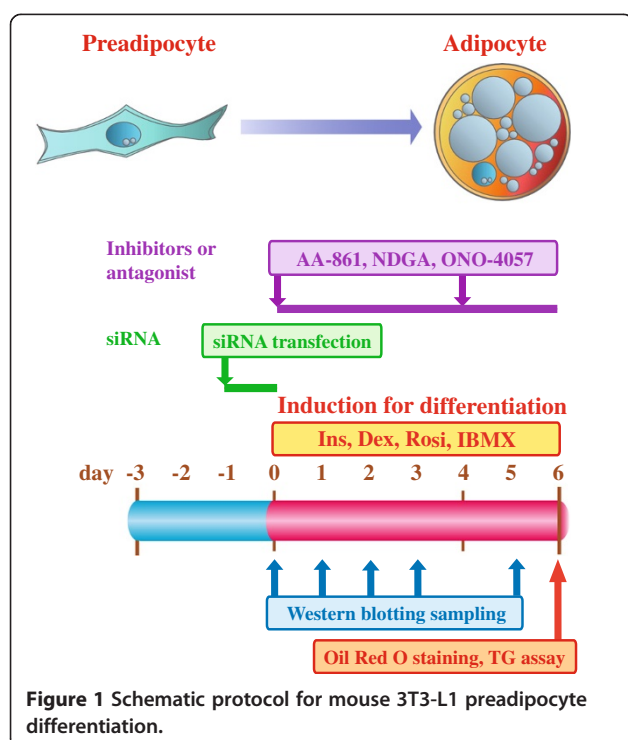 Preadipocyte Adipocyte
Inhibitors or
antagonist
AA-861, NDGA, ONO-4057
siRNA siRNA transfection
Induction for differentiation
Ins, Dex, Rosi, IBMX
day -3 -2 -1 0 1 2 3 4 5 6
Western blotting sampling
Oil Red O staining, TG assay
Figure 1 Schematic protocol for mouse 3T3-L1 preadipocyte
differentiation.